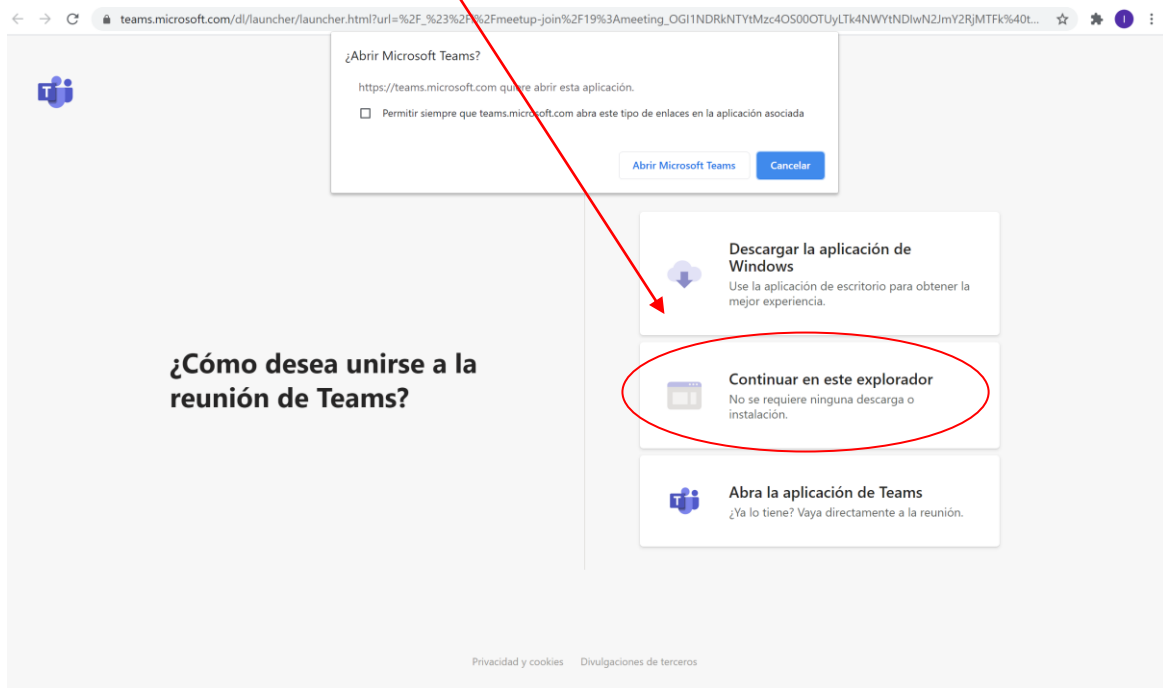 teams.microsoft.com/dl/launcher/launcher.html?url=%2F_%23%2Fl%2Fmeetup-join%2F19%3Ameeting_OGI1NDRkNTYtMzc4OS00OTUyLTk4NWYtNDIwN2JmY2RjMTFk%40t...
I
¿Abrir Microsoft Teams?
https://teams.microsoft.com quiere abrir esta aplicación.
Permitir siempre que teams.microsoft.com abra este tipo de enlaces en la aplicación asociada
Abrir Microsoft Teams
Cancelar
¿Cómo desea unirse a la
reunión de Teams?
Descargar la aplicación de
Windows
Use la aplicación de escritorio para obtener la
mejor experiencia.
Continuar en este explorador
No se requiere ninguna descarga o
instalación.
Abra la aplicación de Teams
¿Ya lo tiene? Vaya directamente a la reunión.
Privacidad y cookies
Divulgaciones de terceros